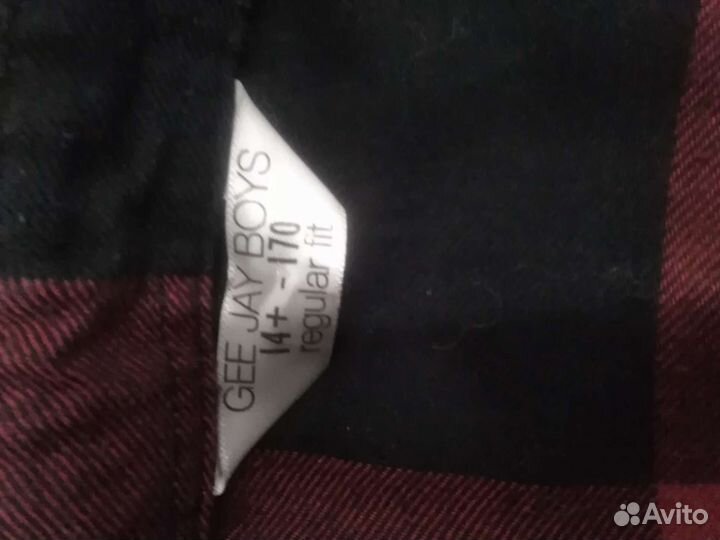 GEE JAY BOYS
14+ - 170
regular fit
Avito